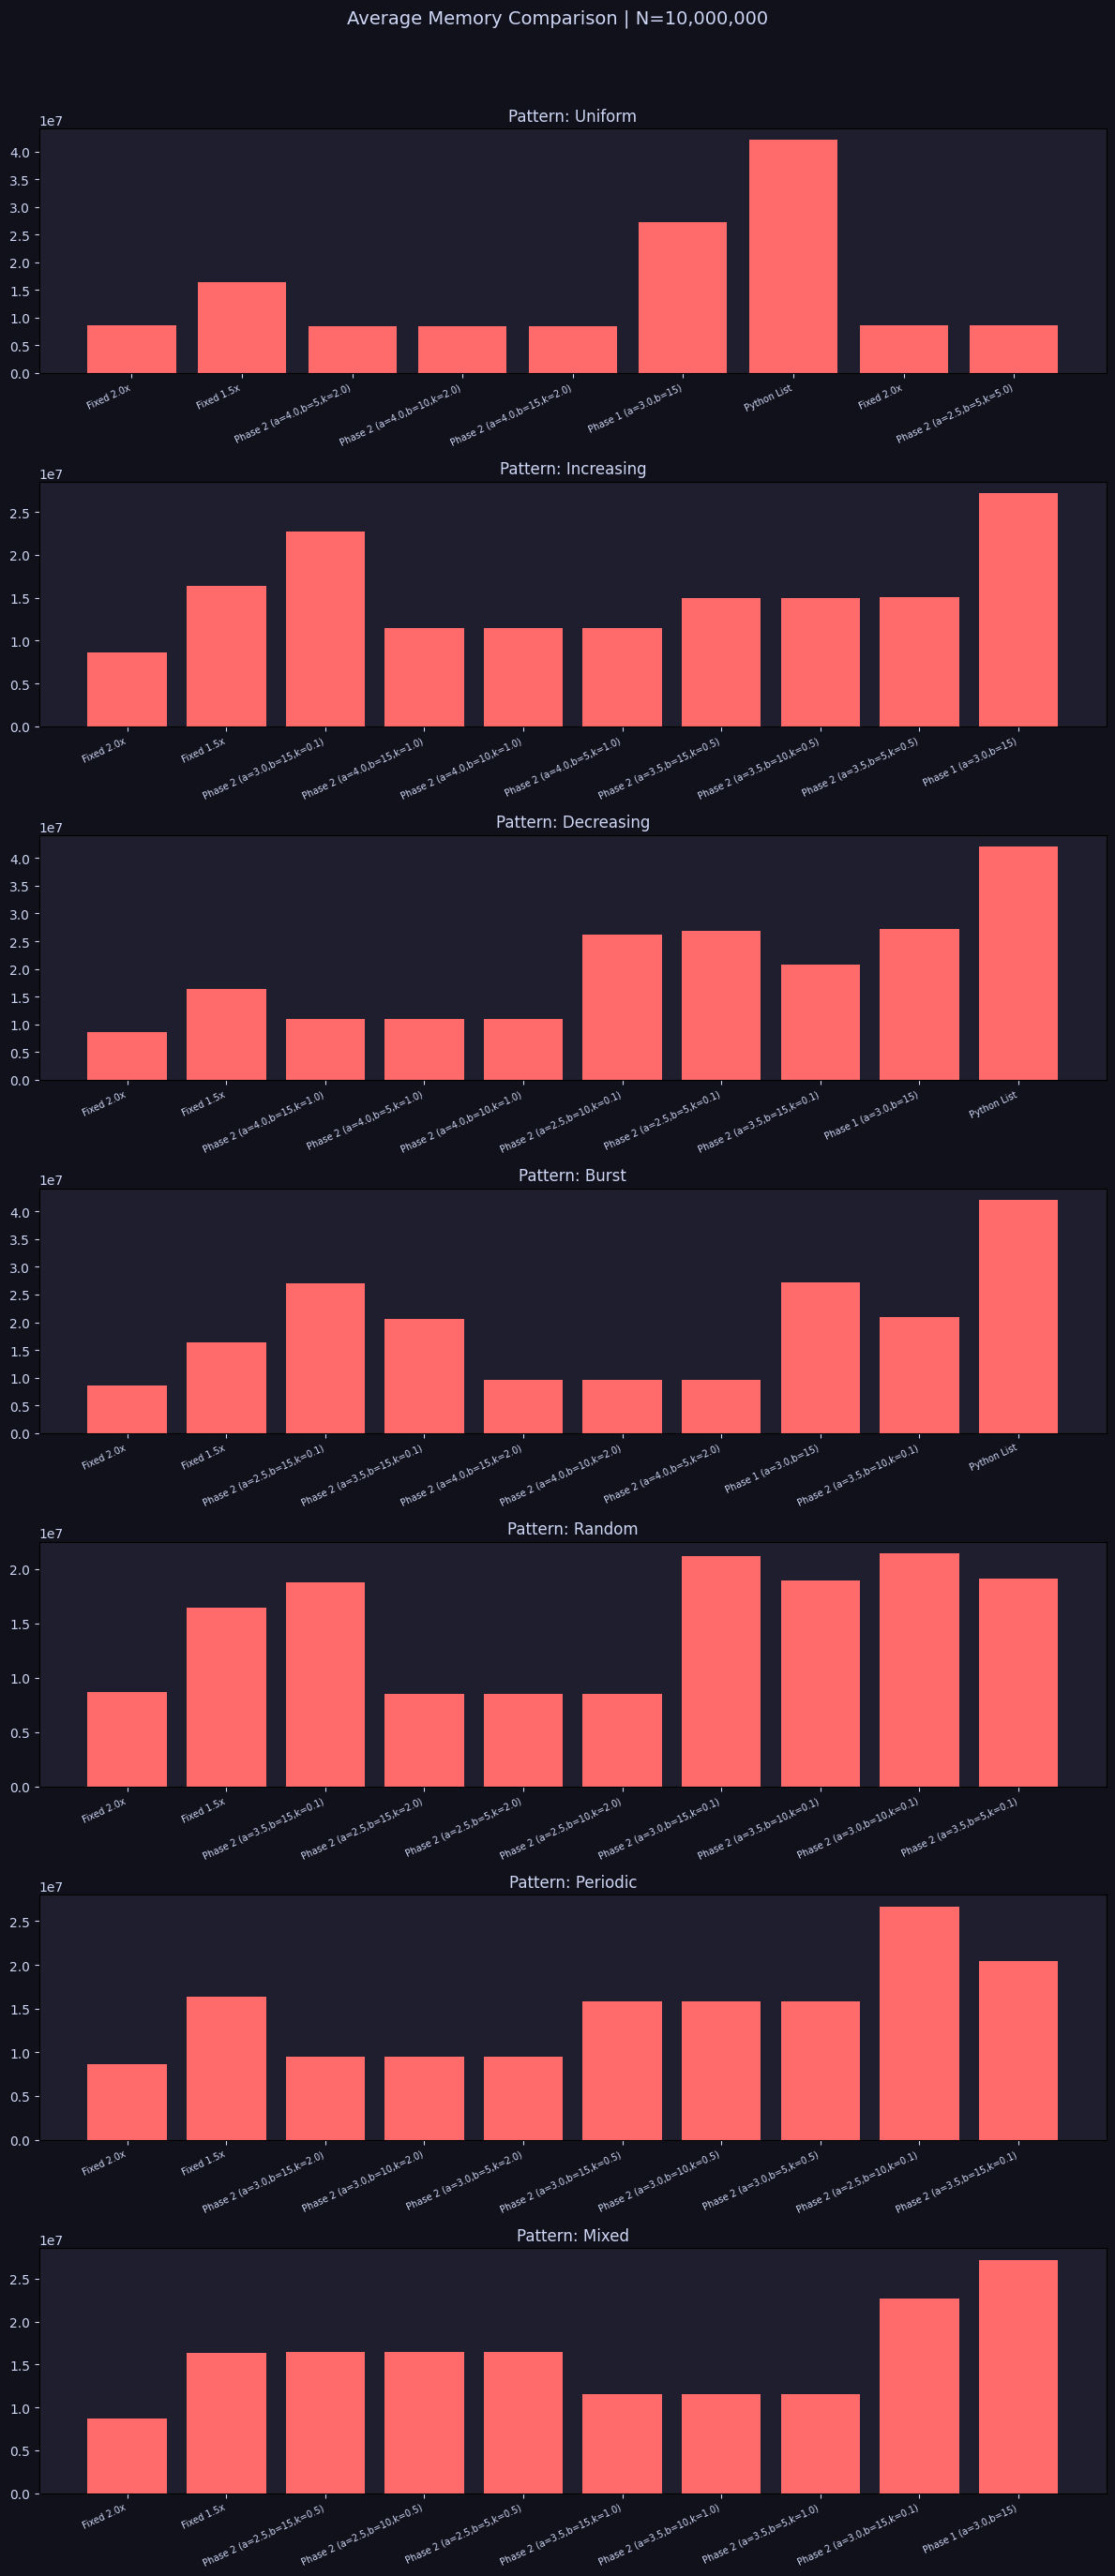 Average Memory Comparison | N=10,000,000
Pattern: Uniform
1e7
4.0
3.5
3.0
2.5
2.0
1.5
1.0
0.5
0.0
Fixed 2.0x
Fixed 1.5x
Phase 2 (a=4.0,b=5,k=2.0)
Phase 2 (a=4.0,b=10,k=2.0)
Phase 2 (a=4.0,b=15,k=2.0)
Phase 1 (a=3.0,b=15)
Python List
Fixed 2.0x
Phase 2 (a=2.5,b=5,k=5.0)
Pattern: Increasing
1e7
2.5
2.0
1.5
1.0
0.5
0.0
Fixed 2.0x
Fixed 1.5x
Phase 2 (a=3.0,b=15,k=0.1)
Phase 2 (a=4.0,b=15,k=1.0)
Phase 2 (a=4.0,b=10,k=1.0)
Phase 2 (a=4.0,b=5,k=1.0)
Phase 2 (a=3.5,b=15,k=0.5)
Phase 2 (a=3.5,b=10,k=0.5)
Phase 2 (a=3.5,b=5,k=0.5)
Phase 1 (a=3.0,b=15)
Pattern: Decreasing
1e7
4.0
3.5
3.0
2.5
2.0
1.5
1.0
0.5
0.0
Fixed 2.0x
Fixed 1.5x
Phase 2 (a=4.0,b=15,k=1.0)
Phase 2 (a=4.0,b=5,k=1.0)
Phase 2 (a=4.0,b=10,k=1.0)
Phase 2 (a=2.5,b=10,k=0.1)
Phase 2 (a=2.5,b=5,k=0.1)
Phase 2 (a=3.5,b=15,k=0.1)
Phase 1 (a=3.0,b=15)
Python List
Pattern: Burst
1e7
4.0
3.5
3.0
2.5
2.0
1.5
1.0
0.5
0.0
Fixed 2.0x
Fixed 1.5x
Phase 2 (a=2.5,b=15,k=0.1)
Phase 2 (a=3.5,b=15,k=0.1)
Phase 2 (a=4.0,b=15,k=2.0)
Phase 2 (a=4.0,b=10,k=2.0)
Phase 2 (a=4.0,b=5,k=2.0)
Phase 1 (a=3.0,b=15)
Phase 2 (a=3.5,b=10,k=0.1)
Python List
Pattern: Random
1e7
2.0
1.5
1.0
0.5
0.0
Fixed 2.0x
Fixed 1.5x
Phase 2 (a=3.5,b=15,k=0.1)
Phase 2 (a=2.5,b=15,k=2.0)
Phase 2 (a=2.5,b=5,k=2.0)
Phase 2 (a=2.5,b=10,k=2.0)
Phase 2 (a=3.0,b=15,k=0.1)
Phase 2 (a=3.5,b=10,k=0.1)
Phase 2 (a=3.0,b=10,k=0.1)
Phase 2 (a=3.5,b=5,k=0.1)
Pattern: Periodic
1e7
2.5
2.0
1.5
1.0
0.5
0.0
Fixed 2.0x
Fixed 1.5x
Phase 2 (a=3.0,b=15,k=2.0)
Phase 2 (a=3.0,b=10,k=2.0)
Phase 2 (a=3.0,b=5,k=2.0)
Phase 2 (a=3.0,b=15,k=0.5)
Phase 2 (a=3.0,b=10,k=0.5)
Phase 2 (a=3.0,b=5,k=0.5)
Phase 2 (a=2.5,b=10,k=0.1)
Phase 2 (a=3.5,b=15,k=0.1)
Pattern: Mixed
1e7
2.5
2.0
1.5
1.0
0.5
0.0
Fixed 2.0x
Fixed 1.5x
Phase 2 (a=2.5,b=15,k=0.5)
Phase 2 (a=2.5,b=10,k=0.5)
Phase 2 (a=2.5,b=5,k=0.5)
Phase 2 (a=3.5,b=15,k=1.0)
Phase 2 (a=3.5,b=10,k=1.0)
Phase 2 (a=3.5,b=5,k=1.0)
Phase 2 (a=3.0,b=15,k=0.1)
Phase 1 (a=3.0,b=15)